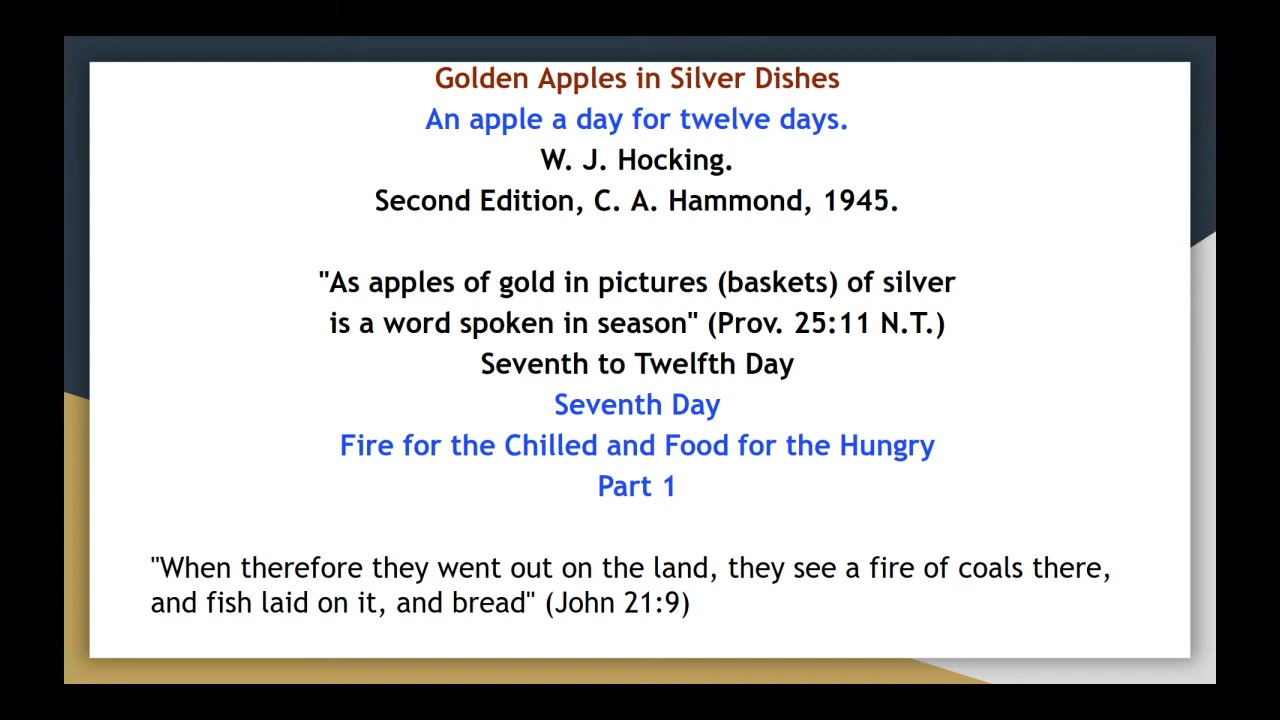 Golden Apples in Silver Dishes
An apple a day for twelve days.
W. J. Hocking.
Second Edition, C. A. Hammond, 1945.
"As apples of gold in pictures (baskets) of silver
is a word spoken in season" (Prov. 25:11 N.T.)
Seventh to Twelfth Day
Seventh Day
Fire for the Chilled and Food for the Hungry
Part 1
"When therefore they went out on the land, they see a fire of coals there,
and fish laid on it, and bread" (John 21:9)